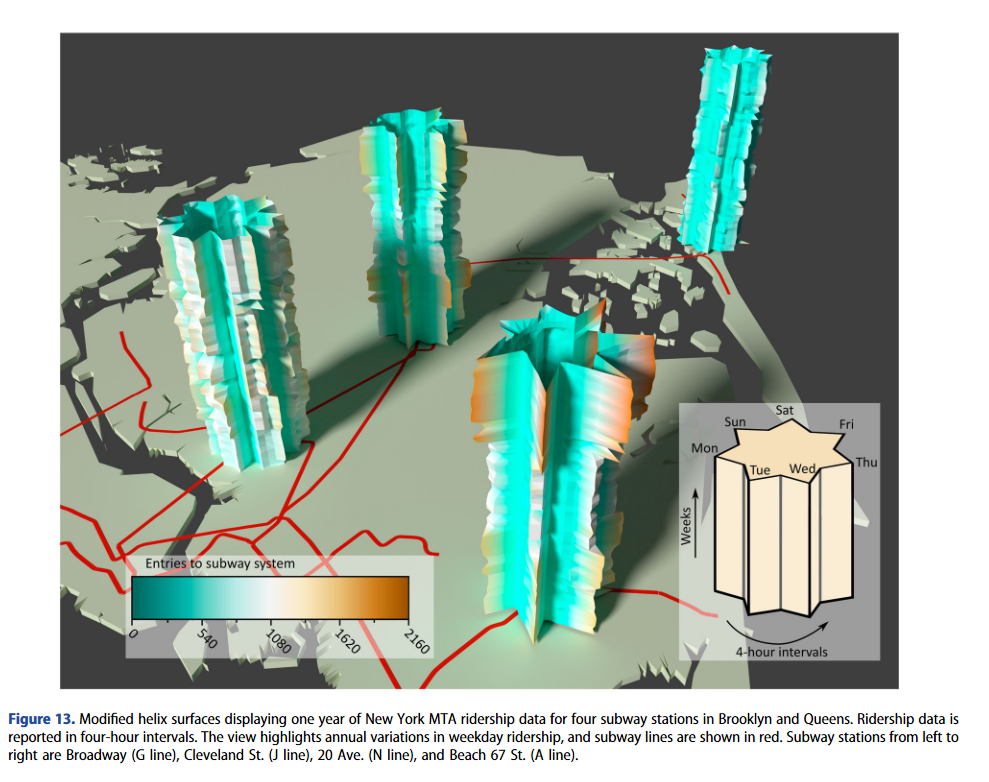 Sat
Sun
Fri
Mon
Thu
Tue
Wed
Weeks
4-hour intervals
Entries to subway system
0
540
1080
1620
2160
Figure 13. Modified helix surfaces displaying one year of New York MTA ridership data for four subway stations in Brooklyn and Queens. Ridership data is
reported in four-hour intervals. The view highlights annual variations in weekday ridership, and subway lines are shown in red. Subway stations from left to
right are Broadway (G line), Cleveland St. (J line), 20 Ave. (N line), and Beach 67 St. (A line).